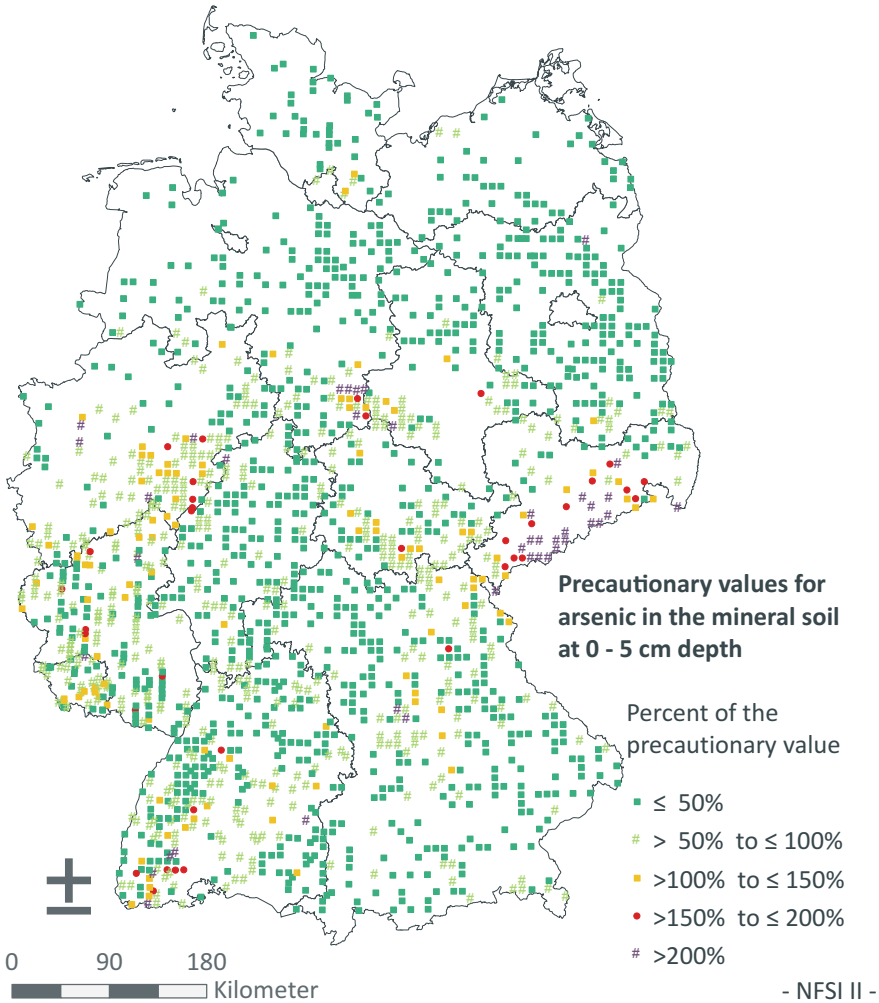 Precautionary values for
arsenic in the mineral soil
at 0 - 5 cm depth
Percent of the
precautionary value
≤ 50%
> 50% to ≤ 100%
>100% to ≤ 150%
>150% to ≤ 200%
>200%
0 90 180
Kilometer
- NFSI II -